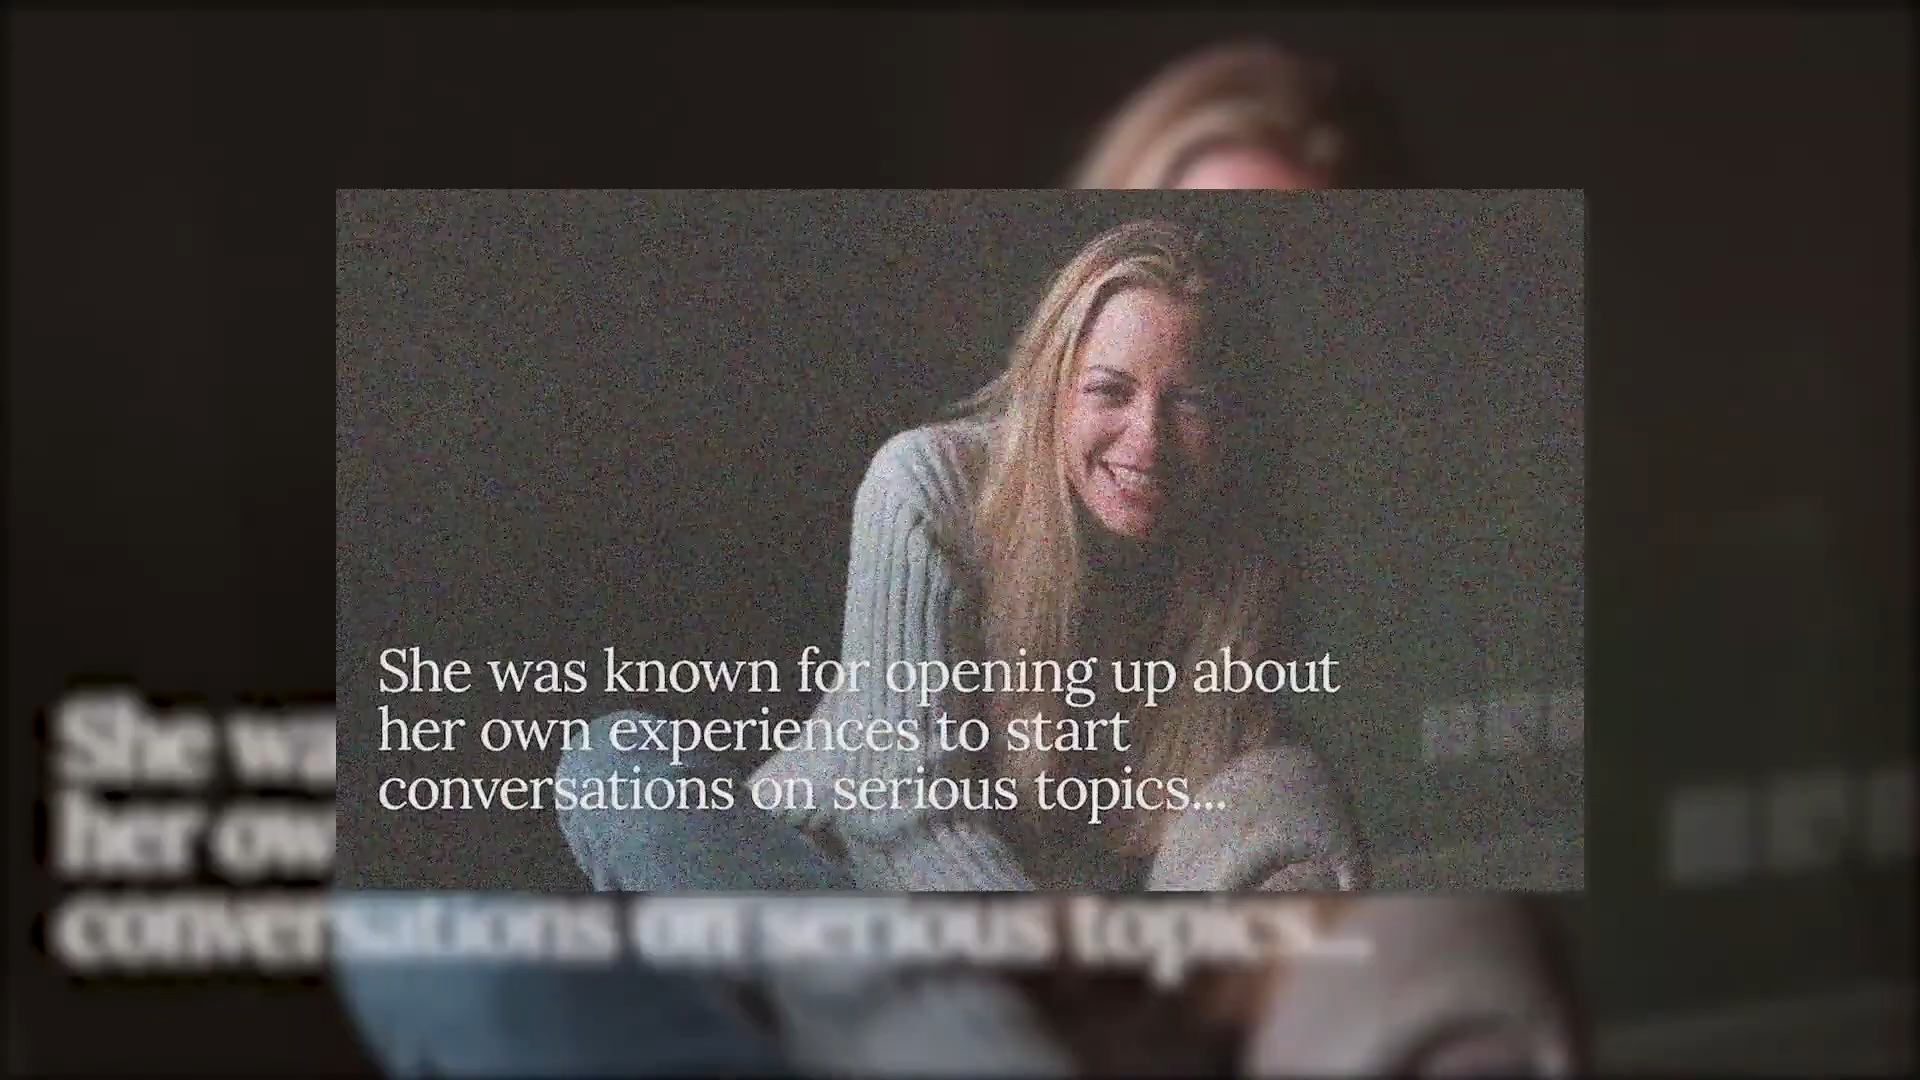 She was known for opening up about
her own experiences to start
conversations on serious topics...